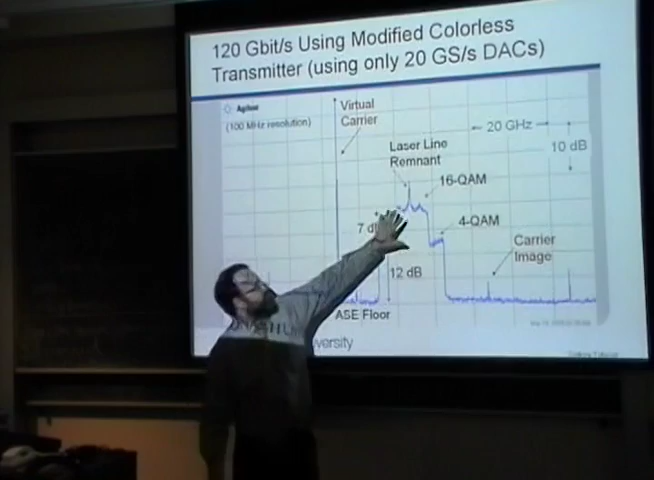 120 Gbit/s Using Modified Colorless
Transmitter (using only 20 GS/s DACs)
Agilent
(100 MHz resolution)
Virtual
Carrier
20 GHz
10 dB
Laser Line
Remnant
16-QAM
4-QAM
7
Carrier
Image
12 dB
ASE Floor
versity